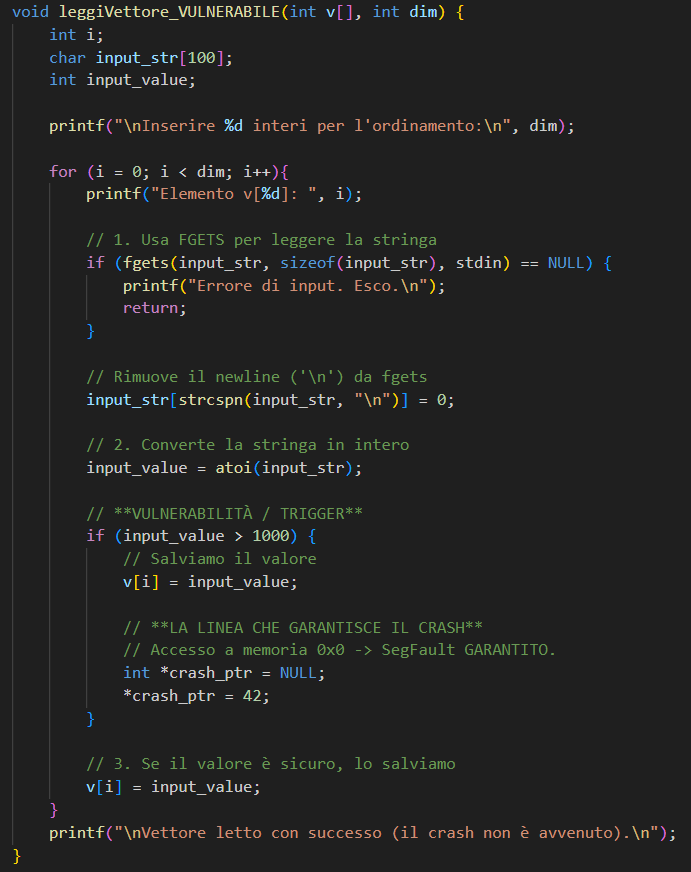 void leggiVettore_VULNERABILE(int v[], int dim) {
    int i;
    char input_str[100];
    int input_value;

    printf("\nInserire %d interi per l'ordinamento:\n", dim);

    for (i = 0; i < dim; i++){
        printf("Elemento v[%d]: ", i);

        // 1. Usa FGETS per leggere la stringa
        if (fgets(input_str, sizeof(input_str), stdin) == NULL) {
            printf("Errore di input. Esco.\n");
            return;
        }

        // Rimuove il newline ('\n') da fgets
        input_str[strcspn(input_str, "\n")] = 0;

        // 2. Converte la stringa in intero
        input_value = atoi(input_str);

        // **VULNERABILITÀ / TRIGGER**
        if (input_value > 1000) {
            // Salviamo il valore
            v[i] = input_value;

            // **LA LINEA CHE GARANTISCE IL CRASH**
            // Accesso a memoria 0x0 -> SegFault GARANTITO.
            int *crash_ptr = NULL;
            *crash_ptr = 42;
        }

        // 3. Se il valore è sicuro, lo salviamo
        v[i] = input_value;
    }
    printf("\nVettore letto con successo (il crash non è avvenuto).\n");
}